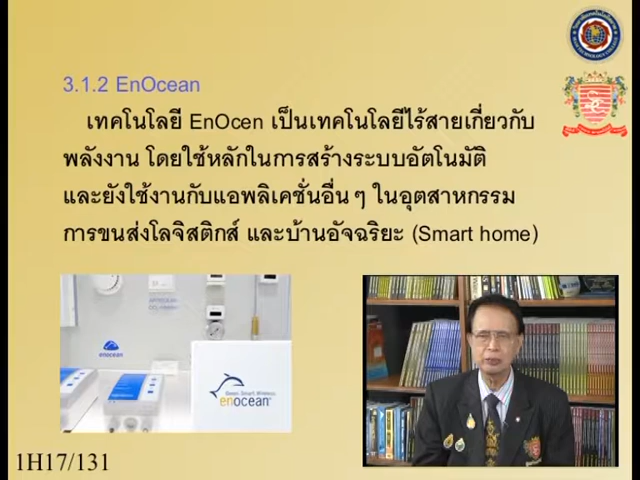 3.1.2 EnOcean
เทคโนโลยี EnOcen เป็นเทคโนโลยีไร้สายเกี่ยวกับ
พลังงาน โดยใช้หลักในการสร้างระบบอัตโนมัติ
และยังใช้งานกับแอพลิเคชั่นอื่น ๆ ในอุตสาหกรรม
การขนส่งโลจิสติกส์ และบ้านอัจฉริยะ (Smart home)
enocean
Green. Smart. Wireless.
enocean
1H17/131